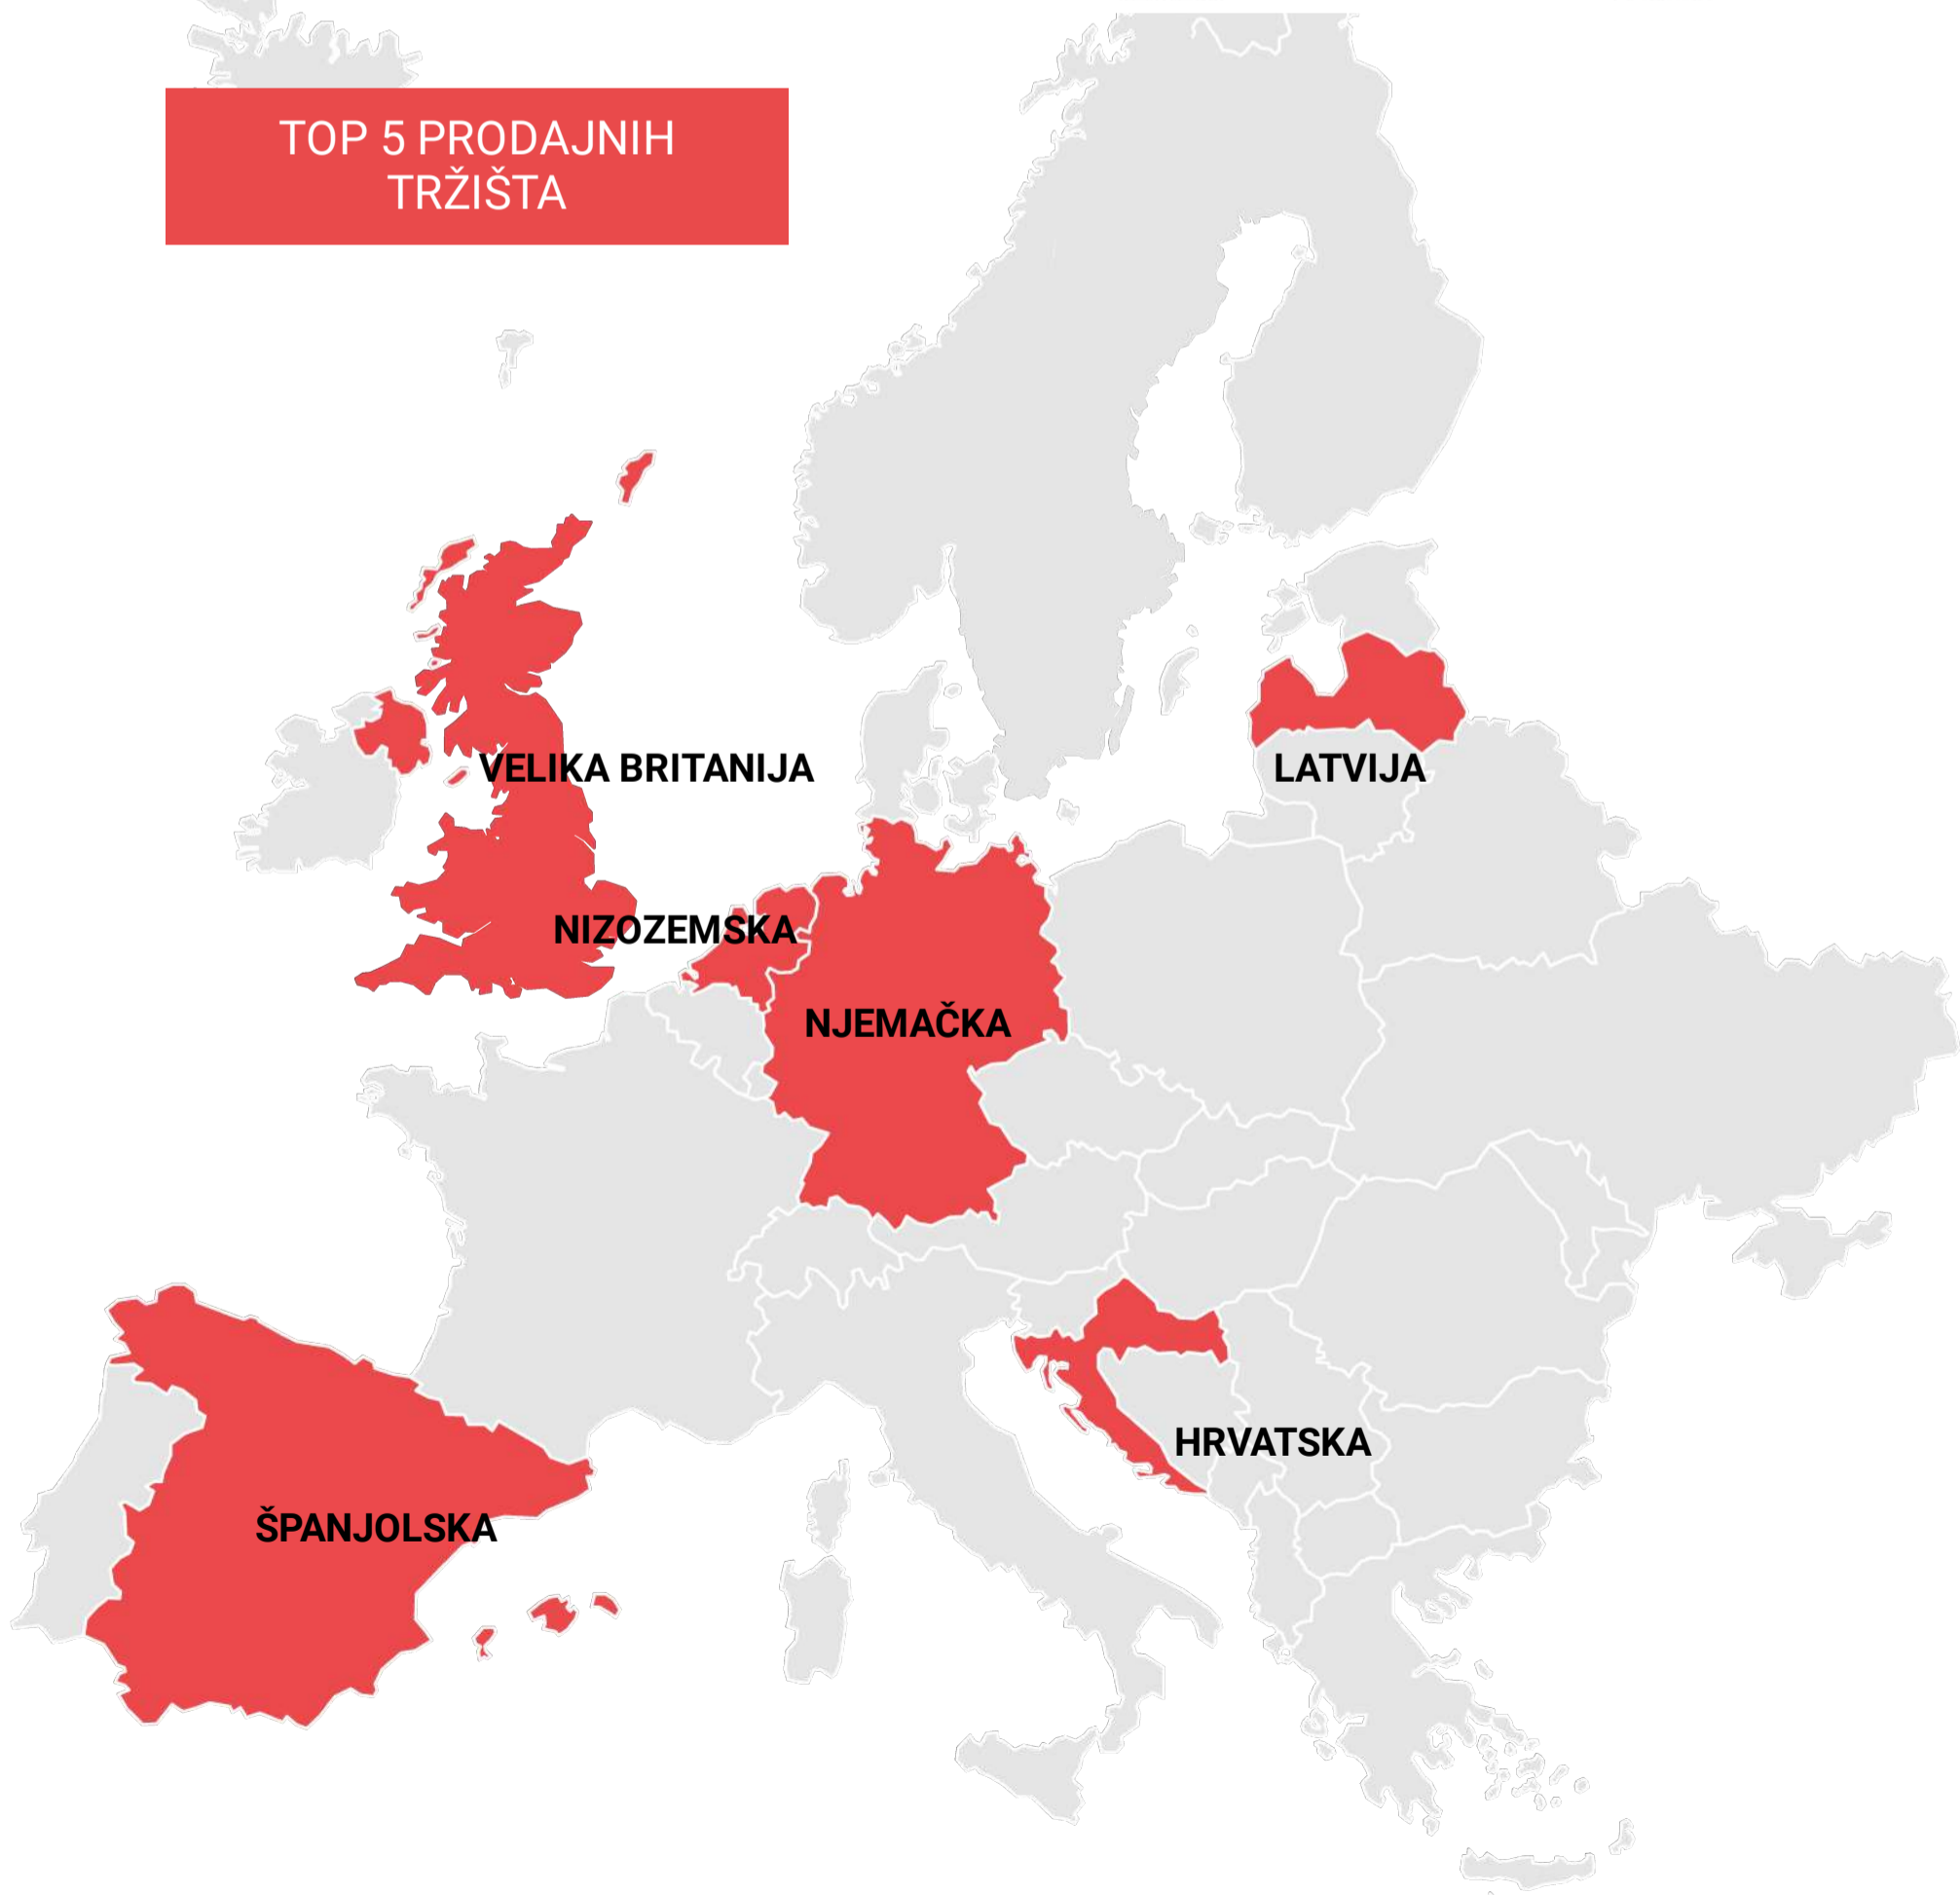 TOP 5 PRODAJNIH
TRŽIŠTA
VELIKA BRITANIJA
LATVIJA
NIZOZEMSKA
NJEMAČKA
HRVATSKA
ŠPANJOLSKA